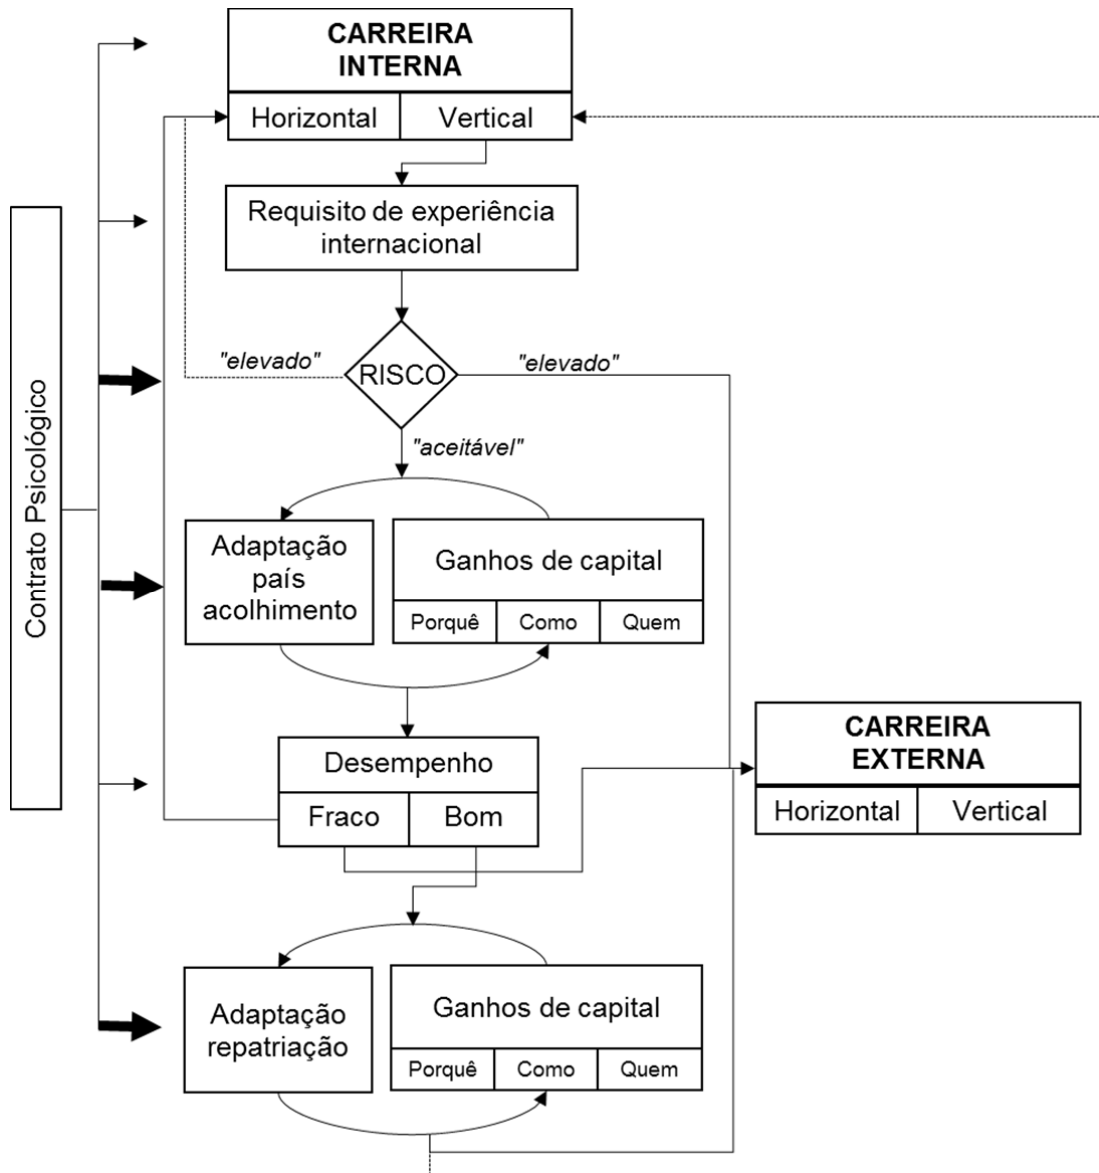 CARREIRA
INTERNA
Horizontal
Vertical
Requisito de experiência
internacional
"elevado"
RISCO
"elevado"
"aceitável"
Contrato Psicológico
Adaptação
país
acolhimento
Ganhos de capital
Porquê
Como
Quem
CARREIRA
EXTERNA
Horizontal
Vertical
Desempenho
Fraco
Bom
Adaptação
repatriação
Ganhos de capital
Porquê
Como
Quem